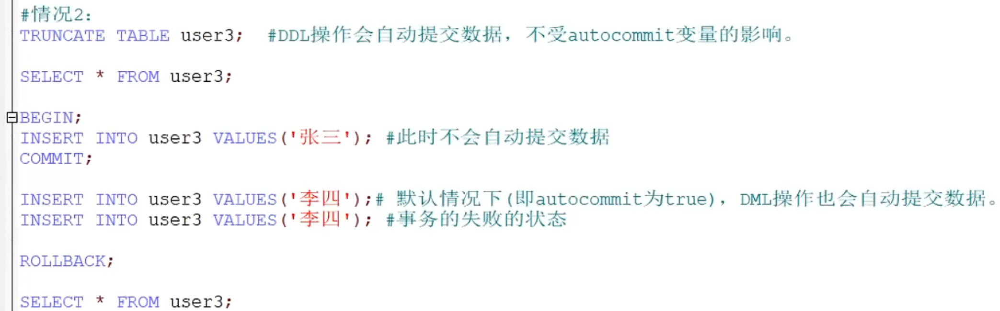 #情况2：
TRUNCATE TABLE user3;  #DDL操作会自动提交数据，不受autocommit变量的影响。
SELECT * FROM user3;
BEGIN;
INSERT INTO user3 VALUES('张三'); #此时不会自动提交数据
COMMIT;
INSERT INTO user3 VALUES('李四');# 默认情况下(即autocommit为true)，DML操作也会自动提交数据。
INSERT INTO user3 VALUES('李四'); #事务的失败的状态
ROLLBACK;
SELECT * FROM user3;